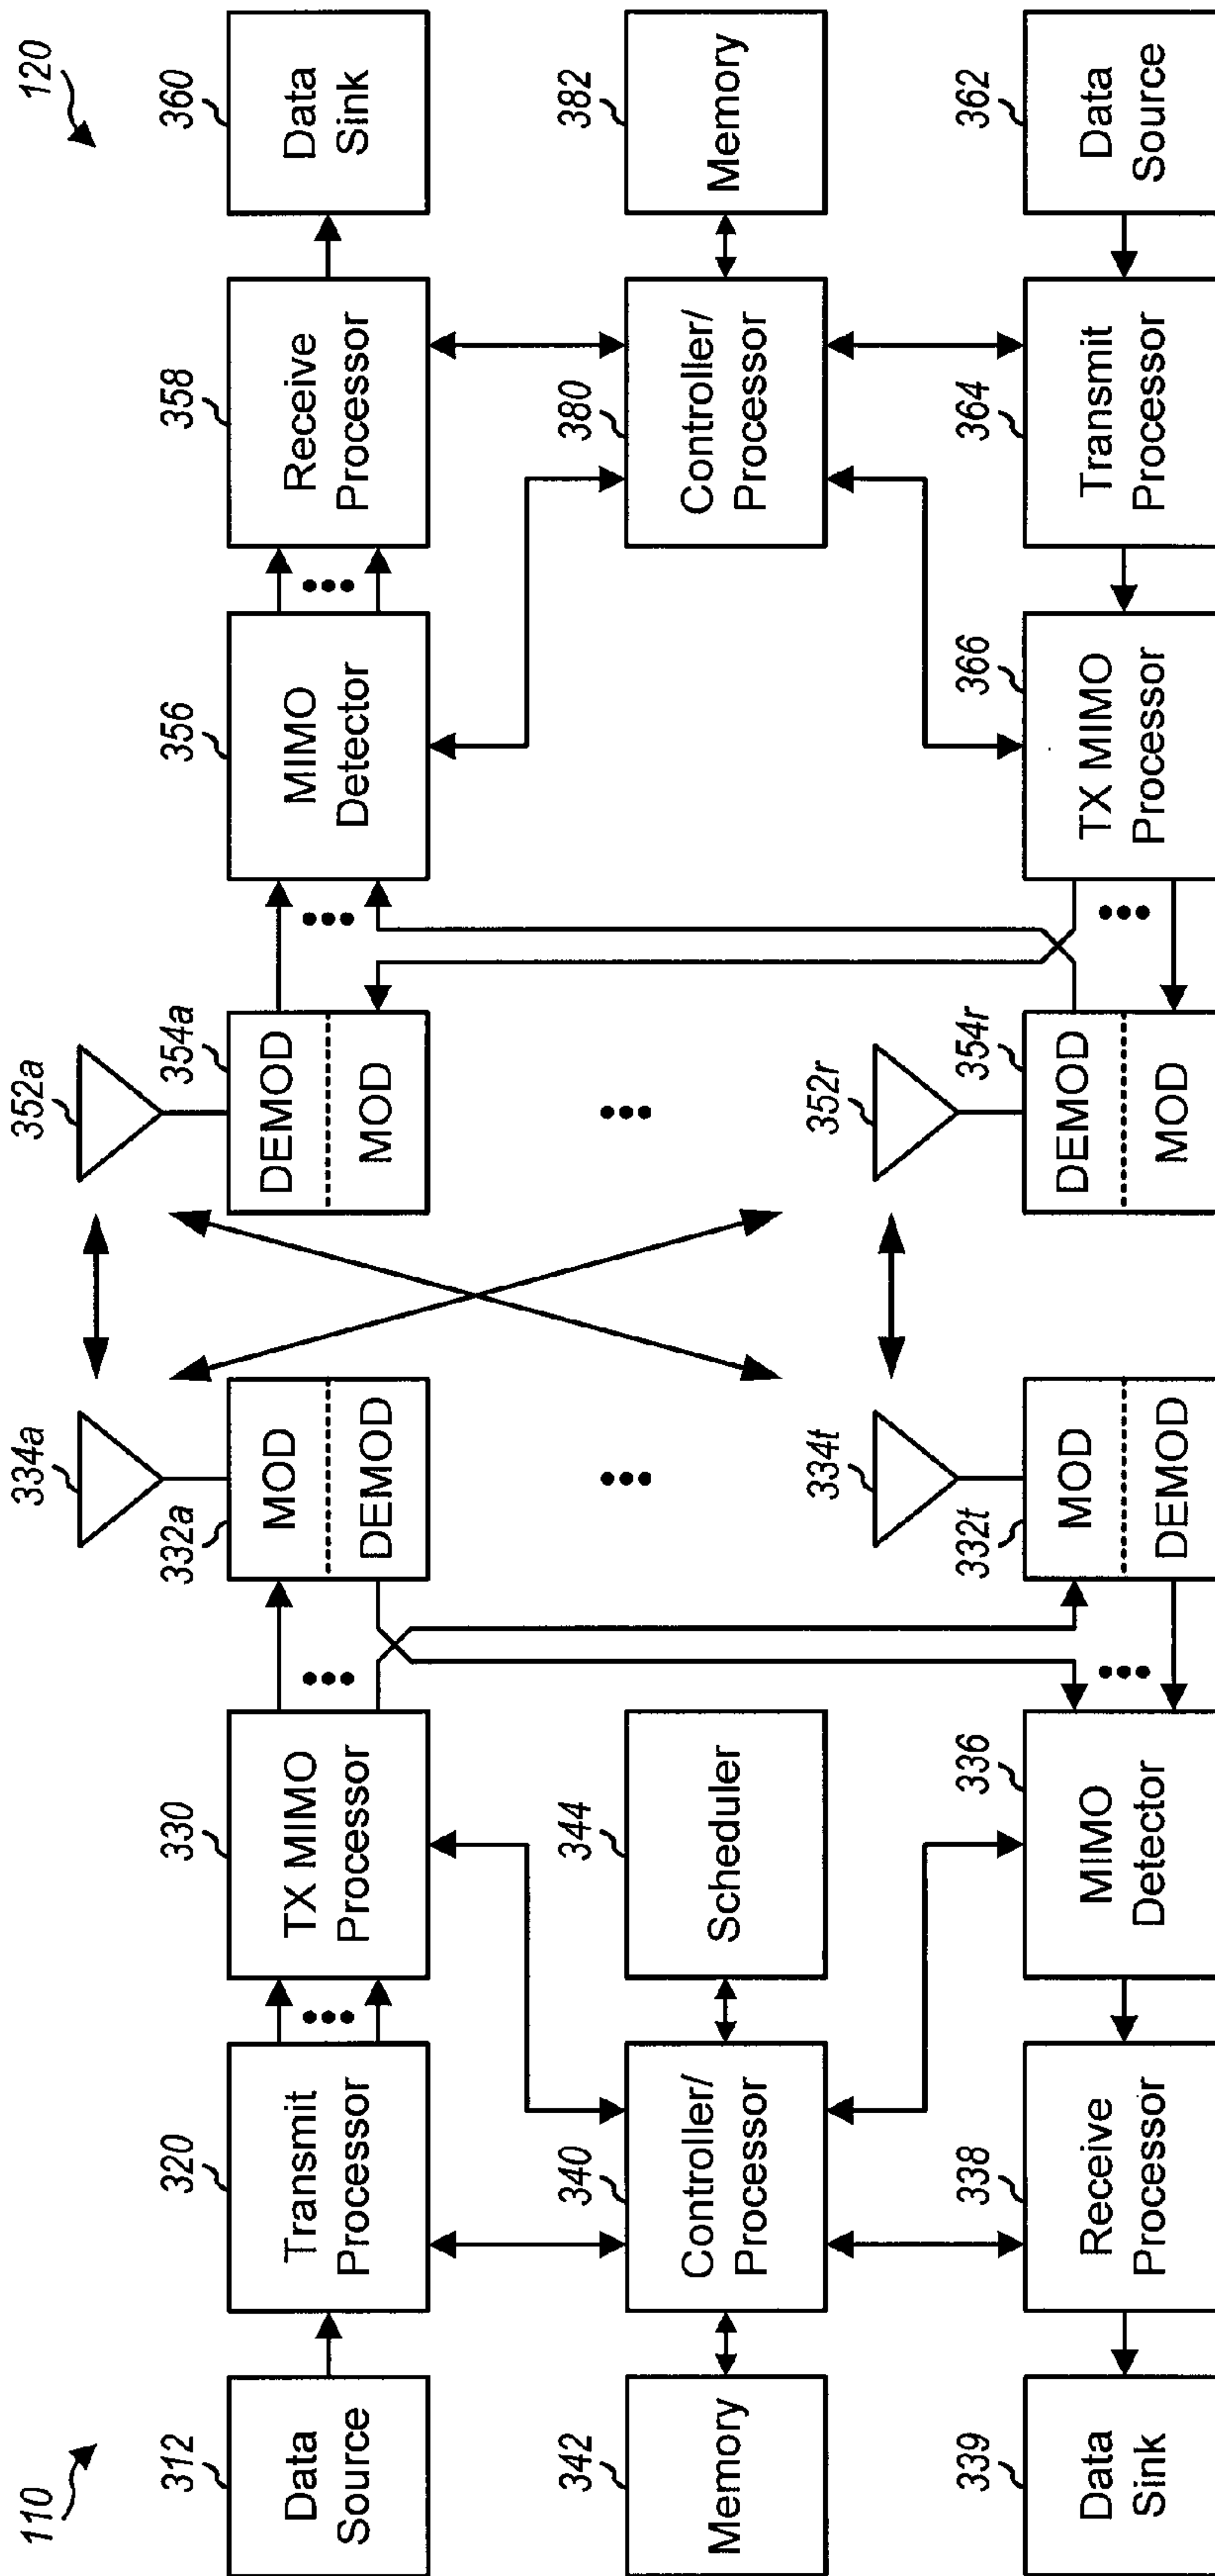 110
120
312
Data
Source
320
Transmit
Processor
330
TX MIMO
Processor
332a
MOD
DEMOD
334a
352a
354a
DEMOD
MOD
356
MIMO
Detector
358
Receive
Processor
360
Data
Sink
342
Memory
340
Controller/
Processor
344
Scheduler
380
Controller/
Processor
382
Memory
339
Data
Sink
338
Receive
Processor
336
MIMO
Detector
332t
MOD
DEMOD
334t
352r
354r
DEMOD
MOD
366
TX MIMO
Processor
364
Transmit
Processor
362
Data
Source